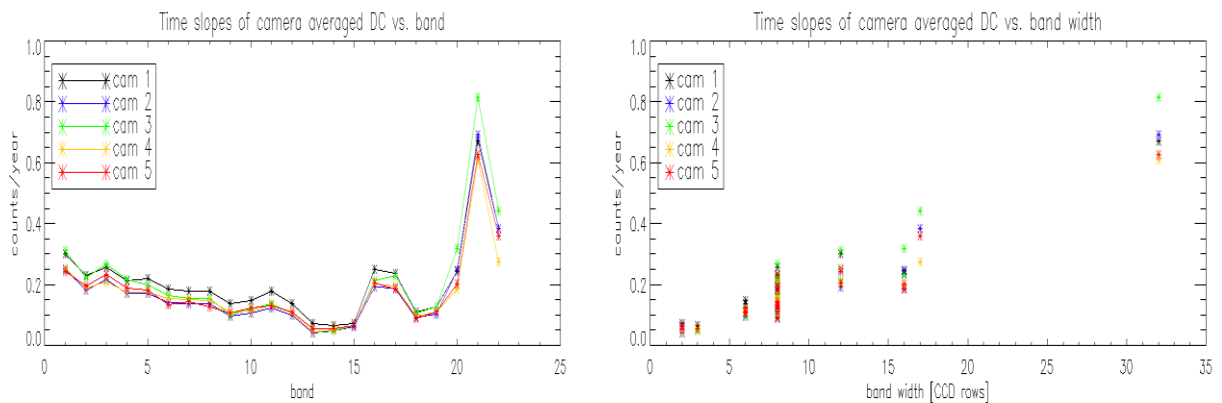 Time slopes of camera averaged DC vs. band
counts/year
1.0
0.8
0.6
0.4
0.2
0.0
cam 1
cam 2
cam 3
cam 4
cam 5
0 5 10 15 20 25
band
Time slopes of camera averaged DC vs. band width
counts/year
1.0
0.8
0.6
0.4
0.2
0.0
cam 1
cam 2
cam 3
cam 4
cam 5
0 5 10 15 20 25 30 35
band width [CCD rows]